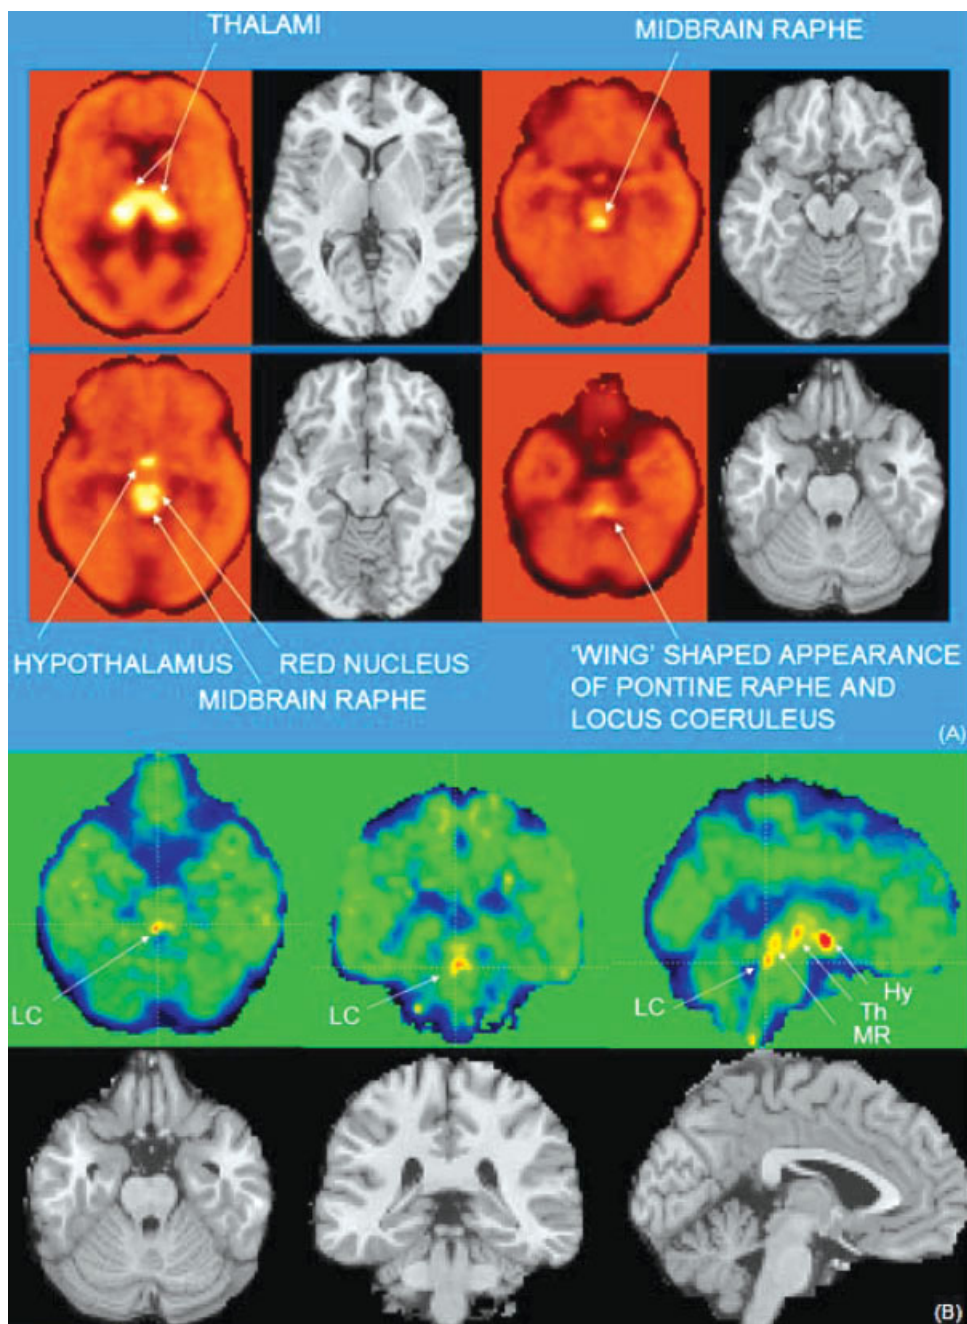 THALAMI
MIDBRAIN RAPHE
HYPOTHALAMUS
RED NUCLEUS
MIDBRAIN RAPHE
'WING' SHAPED APPEARANCE
OF PONTINE RAPHE AND
LOCUS COERULEUS
(A)
LC
LC
LC
Hy
Th
MR
(B)